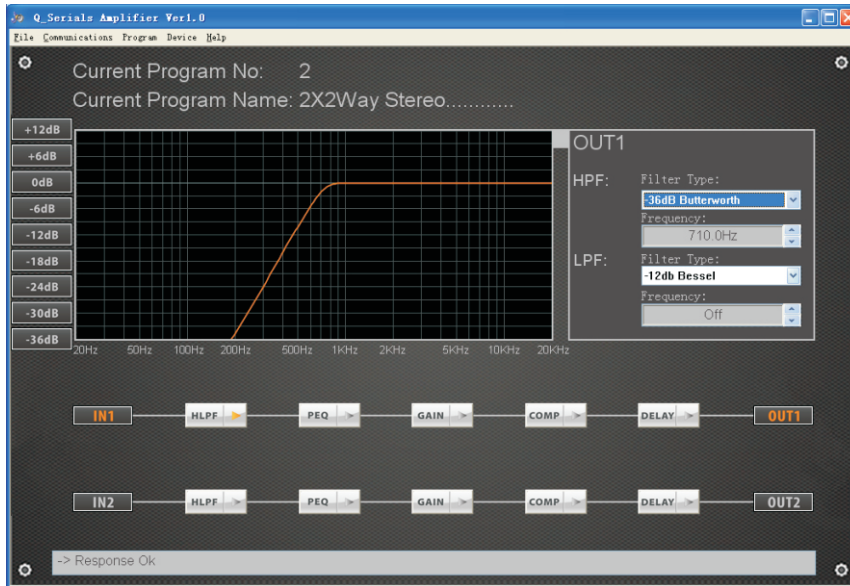 Q_Serials Amplifier Ver1.0
File Communications Program Device Help
Current Program No: 2
Current Program Name: 2X2Way Stereo............
+12dB
+6dB
0dB
-6dB
-12dB
-18dB
-24dB
-30dB
-36dB
20Hz 50Hz 100Hz 200Hz 500Hz 1KHz 2KHz 5KHz 10KHz 20KHz
OUT1
HPF: Filter Type:
-36dB Butterworth
Frequency:
710.0Hz
LPF: Filter Type:
-12db Bessel
Frequency:
Off
IN1 HLPF PEQ GAIN COMP DELAY OUT1
IN2 HLPF PEQ GAIN COMP DELAY OUT2
-> Response Ok